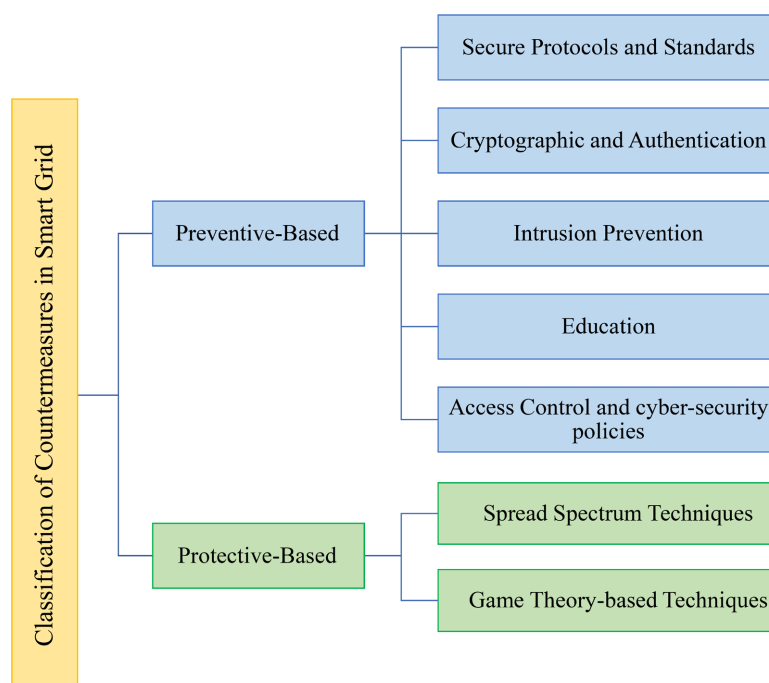 Classification of Countermeasures in Smart Grid
Preventive-Based
Secure Protocols and Standards
Cryptographic and Authentication
Intrusion Prevention
Education
Access Control and cyber-security
policies
Protective-Based
Spread Spectrum Techniques
Game Theory-based Techniques